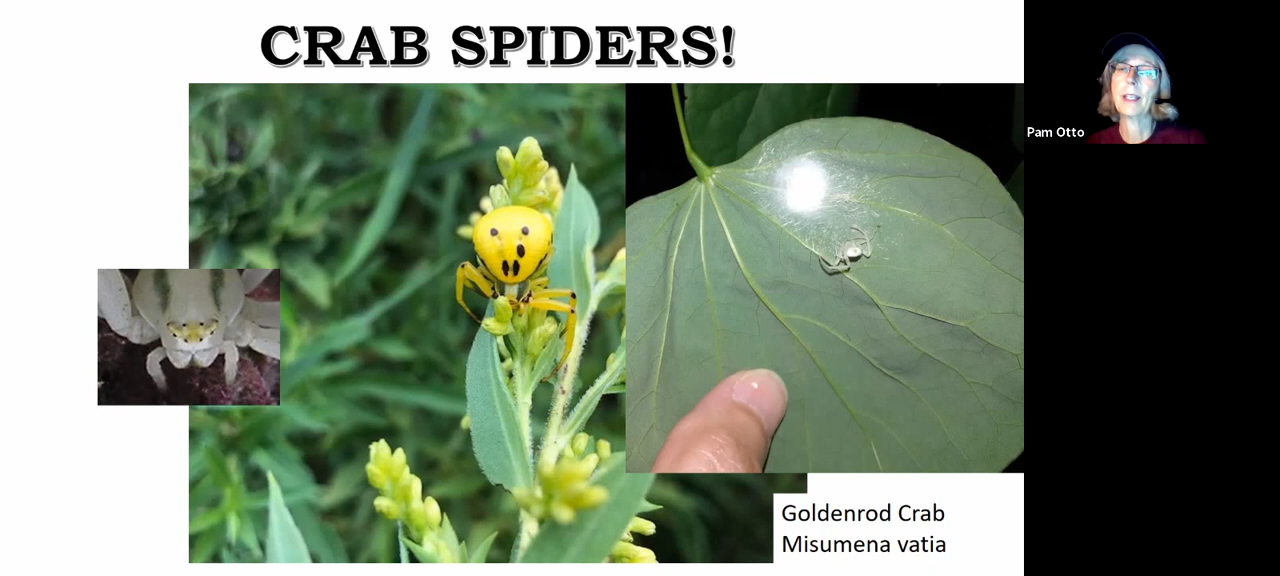 CRAB SPIDERS!
Pam Otto
Goldenrod Crab
Misumena vatia